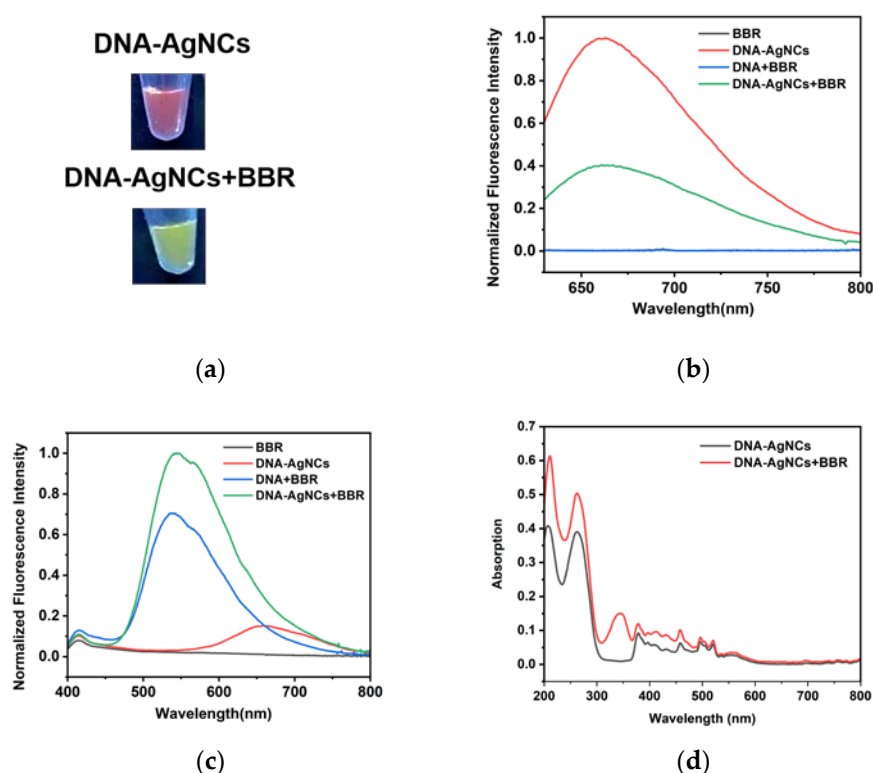 DNA-AgNCs
DNA-AgNCs+BBR
(a)
Normalized Fluorescence Intensity
1.0
0.8
0.6
0.4
0.2
0.0
BBR
DNA-AgNCs
DNA+BBR
DNA-AgNCs+BBR
650 700 750 800
Wavelength(nm)
(b)
Normalized Fluorescence Intensity
1.0
0.8
0.6
0.4
0.2
0.0
BBR
DNA-AgNCs
DNA+BBR
DNA-AgNCs+BBR
400 500 600 700 800
Wavelength(nm)
(c)
Absorption
0.7
0.6
0.5
0.4
0.3
0.2
0.1
0.0
DNA-AgNCs
DNA-AgNCs+BBR
200 300 400 500 600 700 800
Wavelength (nm)
(d)